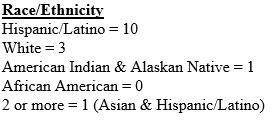 Race/Ethnicity
Hispanic/Latino = 10
White = 3
American Indian & Alaskan Native = 1
African American = 0
2 or more = 1 (Asian & Hispanic/Latino)